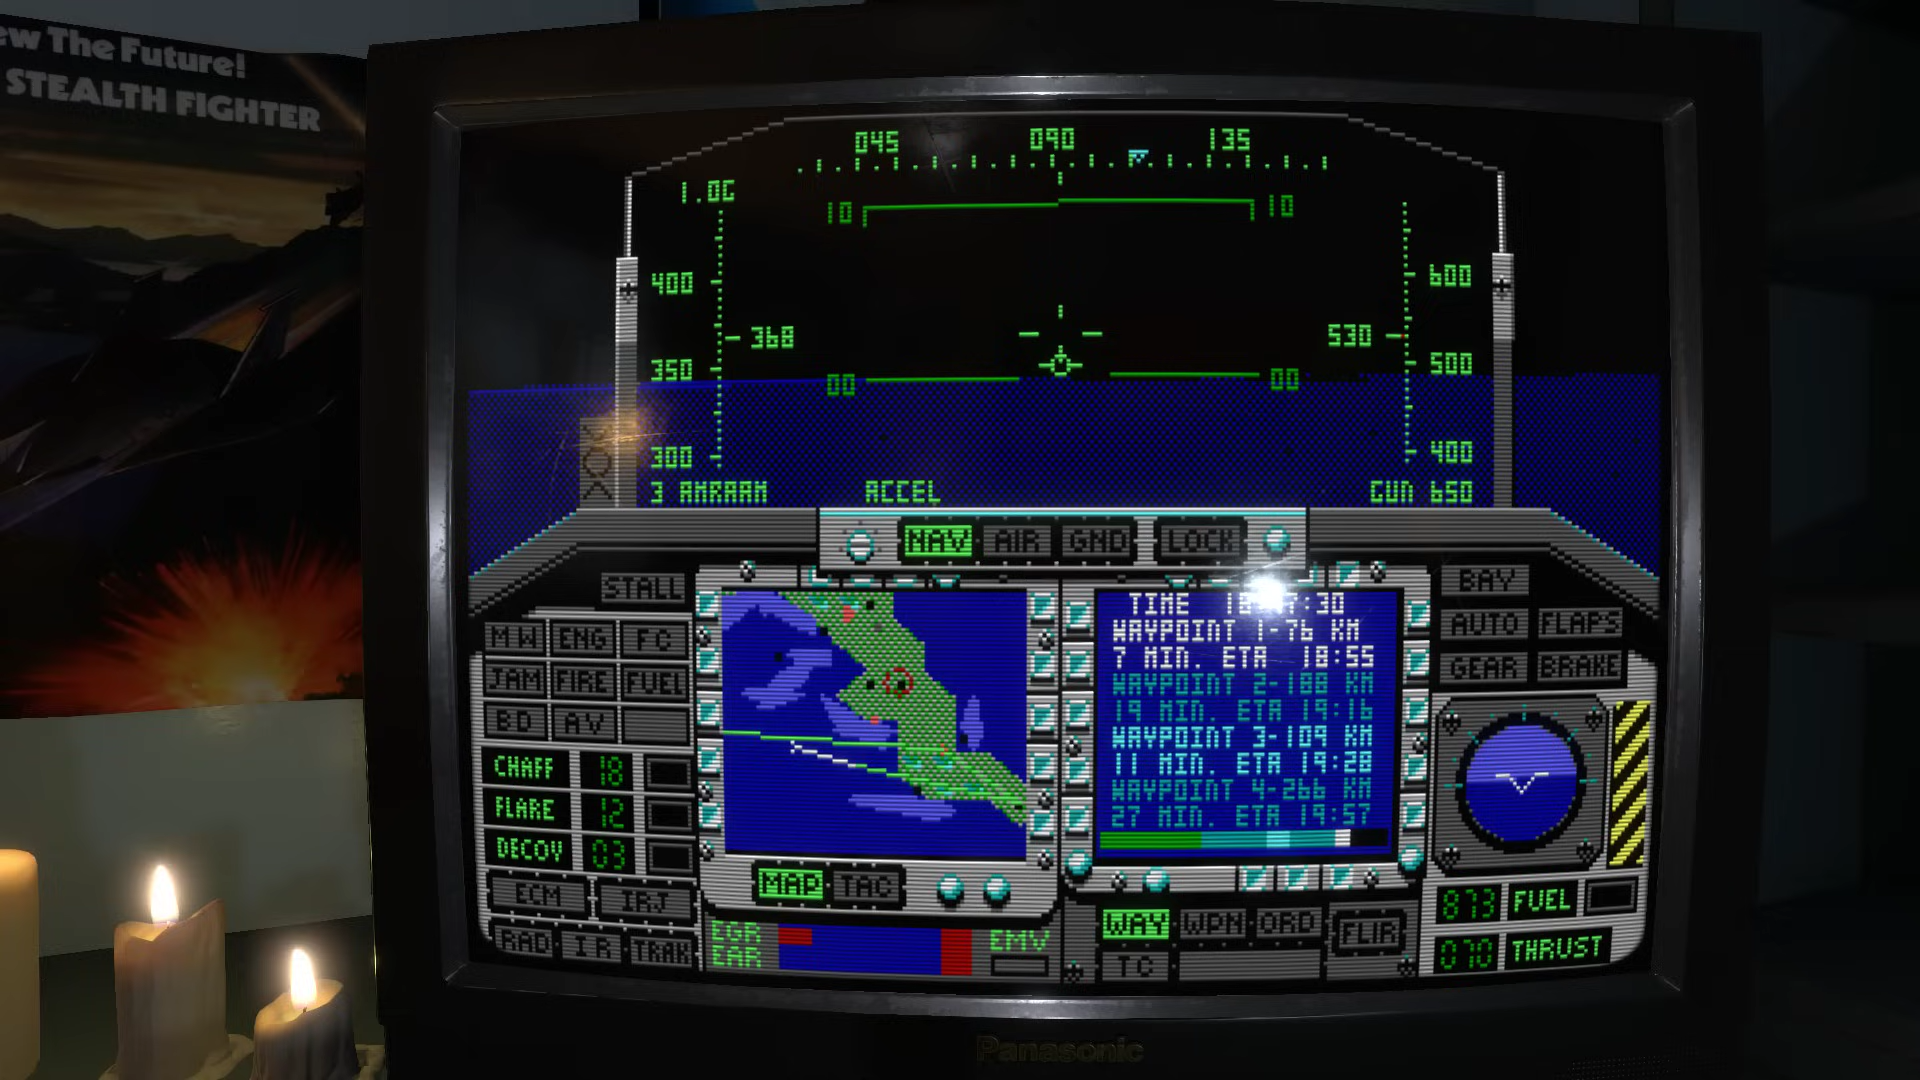 ew The Future!
STEALTH FIGHTER
045 090 135
1.0G
10 10
400 600
368 530
350 500
00 00
300 400
3 AMRAAM ACCEL GUN 650
NAV AIR GND LOCK
STALL BAY
AUTO FLAPS
GEAR BRAKE
MW ENG FC
JAM FIRE FUEL
BD AV
TIME :30
WAYPOINT 1-76 KM
7 MIN. ETA 18:55
WAYPOINT 2-188 KM
19 MIN. ETA 19:16
WAYPOINT 3-109 KM
11 MIN. ETA 19:28
WAYPOINT 4-266 KM
27 MIN. ETA 19:57
CHAFF 18
FLARE 12
DECOY 03
ECM IRJ
RAD IR TRAK
MAP TAC
EGR EMV
EAR
WAY WPN ORD FLIR
TC
873 FUEL
070 THRUST
Panasonic